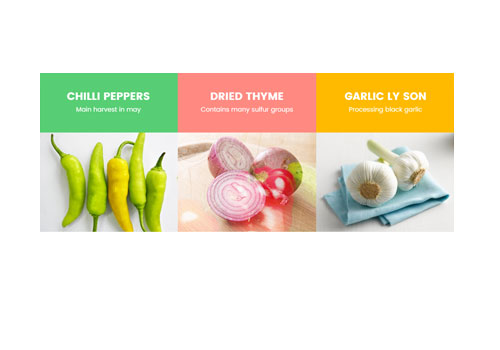 CHILLI PEPPERS
Main harvest in may
DRIED THYME
Contains many sulfur groups
GARLIC LY SON
Processing black garlic